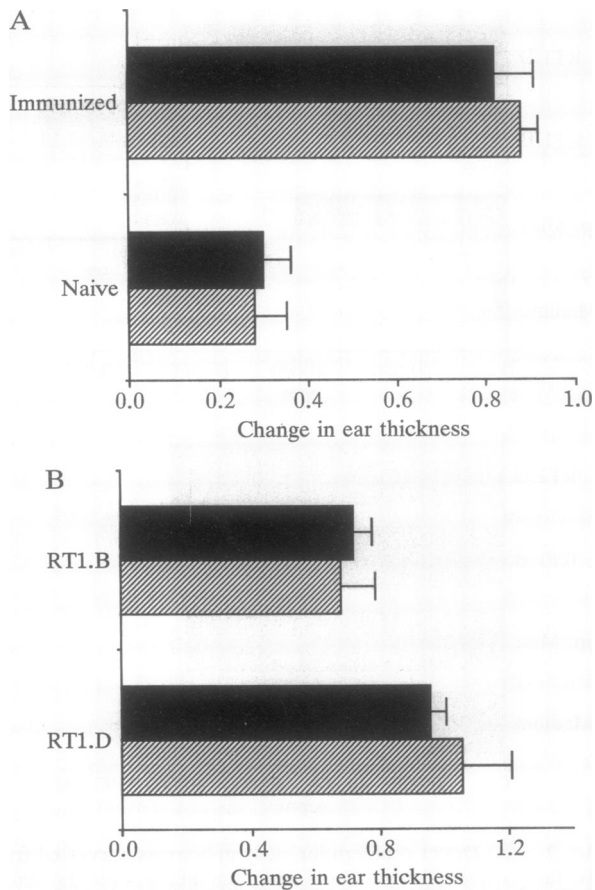 A
Immunized
Naive
0.0 0.2 0.4 0.6 0.8 1.0
Change in ear thickness
B
RT1.B
RT1.D
0.0 0.4 0.8 1.2
Change in ear thickness